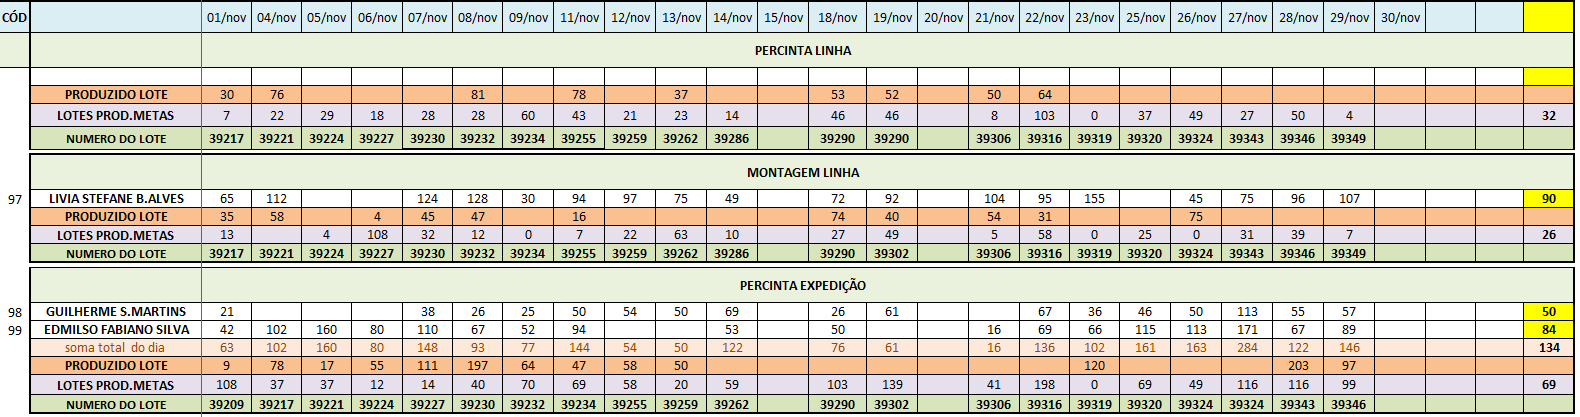 CÓD 01/nov 04/nov 05/nov 06/nov 07/nov 08/nov 09/nov 11/nov 12/nov 13/nov 14/nov 15/nov 18/nov 19/nov 20/nov 21/nov 22/nov 23/nov 25/nov 26/nov 27/nov 28/nov 29/nov 30/nov
PERCINTA LINHA
PRODUZIDO LOTE 30 76 81 78 37 53 52 50 64
LOTES PROD.METAS 7 22 29 18 28 28 60 43 21 23 14 46 46 8 103 0 37 49 27 50 4 32
NUMERO DO LOTE 39217 39221 39224 39227 39230 39232 39234 39255 39259 39262 39286 39290 39290 39306 39316 39319 39320 39324 39343 39346 39349
MONTAGEM LINHA
97 LIVIA STEFANE B.ALVES 65 112 124 128 30 94 97 75 49 72 92 104 95 155 45 75 96 107 90
PRODUZIDO LOTE 35 58 4 45 47 16 74 40 54 31 75
LOTES PROD.METAS 13 4 108 32 12 0 7 22 63 10 27 49 5 58 0 25 0 31 39 7 26
NUMERO DO LOTE 39217 39221 39224 39227 39230 39232 39234 39255 39259 39262 39286 39290 39302 39306 39316 39319 39320 39324 39343 39346 39349
PERCINTA EXPEDIÇÃO
98 GUILHERME S.MARTINS 21 38 26 25 50 54 50 69 26 61 67 36 46 50 113 55 57 50
99 EDMILSO FABIANO SILVA 42 102 160 80 110 67 52 94 53 50 16 69 66 115 113 171 67 89 84
soma total do dia 63 102 160 80 148 93 77 144 54 50 122 76 61 16 136 102 161 163 284 122 146 134
PRODUZIDO LOTE 9 78 17 55 111 197 64 47 58 50 120 203 97
LOTES PROD.METAS 108 37 37 12 14 40 70 69 58 20 59 103 139 41 198 0 69 49 116 116 99 69
NUMERO DO LOTE 39209 39217 39221 39224 39227 39230 39232 39234 39255 39259 39262 39290 39302 39306 39316 39319 39320 39324 39324 39343 39346